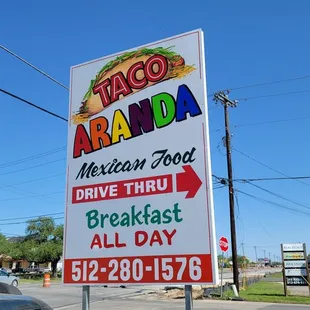 TACO
ARANDA
Mexican Food
DRIVE THRU
Breakfast
ALL DAY
512-280-1576